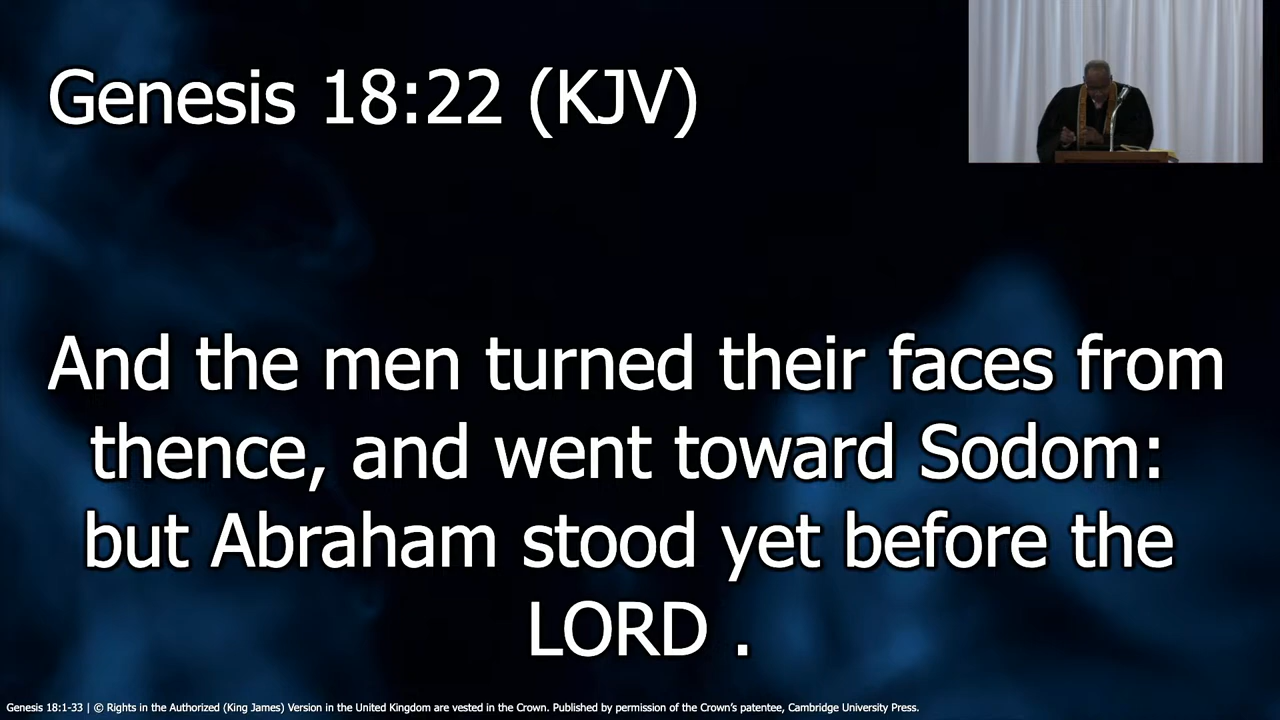 Genesis 18:22 (KJV)
And the men turned their faces from
thence, and went toward Sodom:
but Abraham stood yet before the
LORD .
Genesis 18:1-33 | © Rights in the Authorized (King James) Version in the United Kingdom are vested in the Crown. Published by permission of the Crown’s patentee, Cambridge University Press.